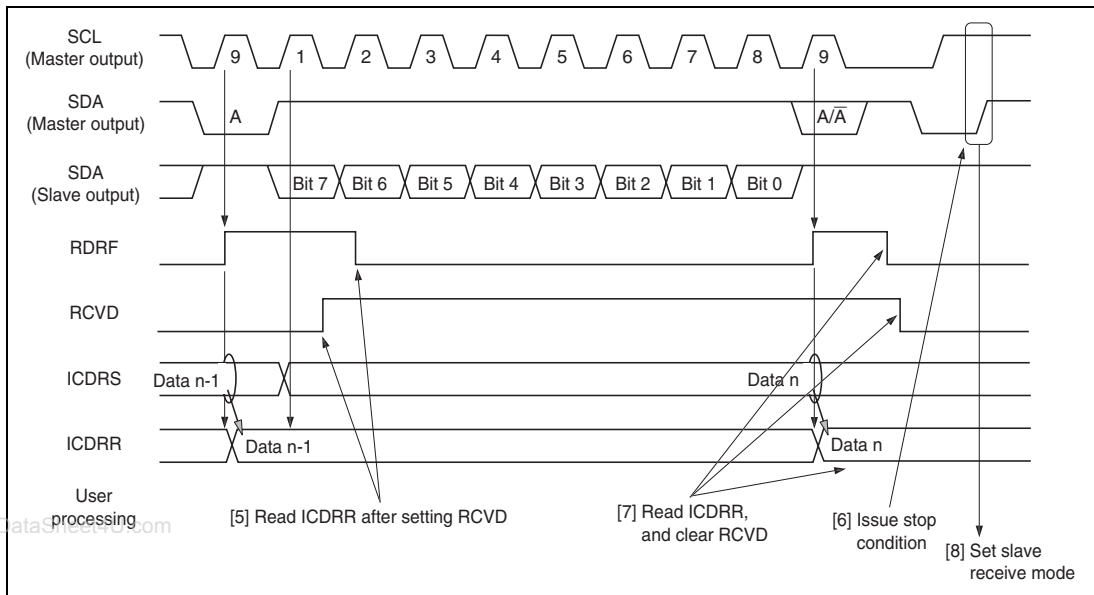 SCL
(Master output)
9 1 2 3 4 5 6 7 8 9
SDA
(Master output)
A A/A̅
SDA
(Slave output)
Bit 7 Bit 6 Bit 5 Bit 4 Bit 3 Bit 2 Bit 1 Bit 0
RDRF
RCVD
ICDRS
Data n-1 Data n
ICDRR
Data n-1 Data n
User
processing
[5] Read ICDRR after setting RCVD
[7] Read ICDRR,
and clear RCVD
[6] Issue stop
condition
[8] Set slave
receive mode
DataSheet4U.com